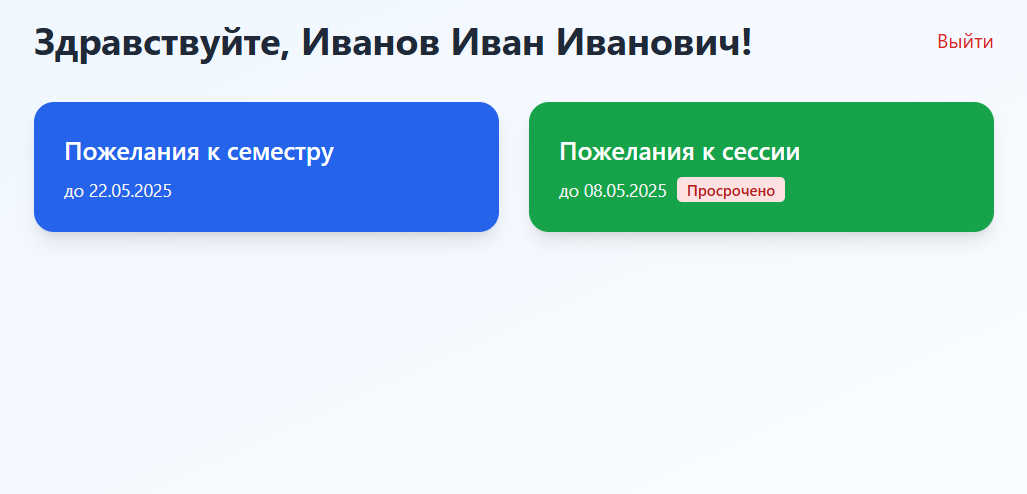 Здравствуйте, Иванов Иван Иванович!
Выйти
Пожелания к семестру
до 22.05.2025
Пожелания к сессии
до 08.05.2025 Просрочено